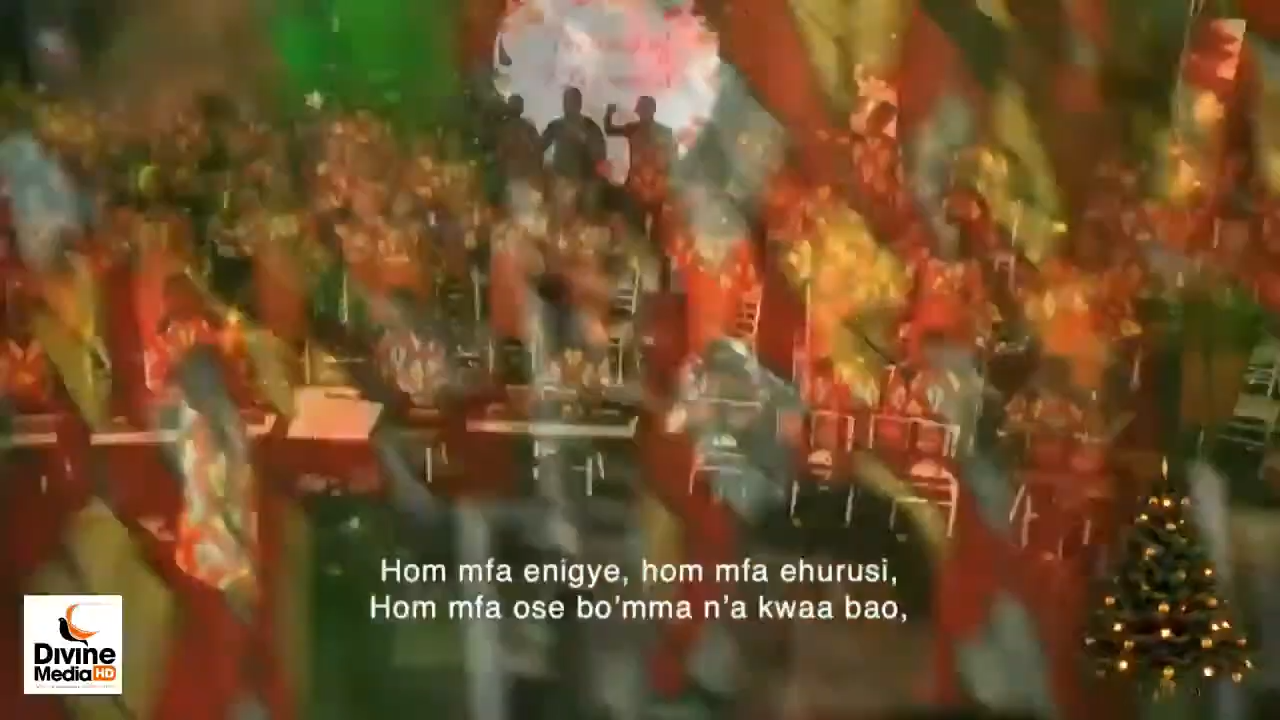 Hom mfa enigye, hom mfa ehurusi,
Hom mfa ose bo'mma n'a kwaa bao,
Divine
Media HD